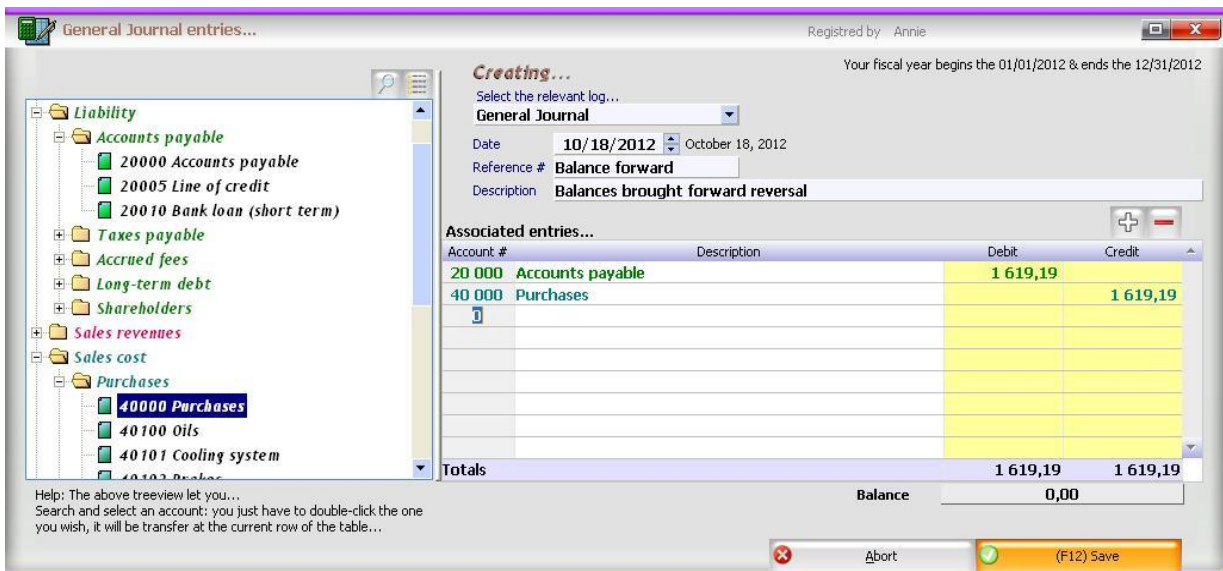 General Journal entries...
Registred by Annie
Your fiscal year begins the 01/01/2012 & ends the 12/31/2012
Creating...
Select the relevant log...
General Journal
Date 10/18/2012 October 18, 2012
Reference # Balance forward
Description Balances brought forward reversal
Liability
Accounts payable
20000 Accounts payable
20005 Line of credit
20010 Bank loan (short term)
Taxes payable
Accrued fees
Long-term debt
Shareholders
Sales revenues
Sales cost
Purchases
40000 Purchases
40100 Oils
40101 Cooling system
40102 Brakes
Associated entries...
Account # Description Debit Credit
20 000 Accounts payable 1 619,19
40 000 Purchases 1 619,19
0
Totals 1 619,19 1 619,19
Balance 0,00
Help: The above treeview let you...
Search and select an account: you just have to double-click the one
you wish, it will be transfer at the current row of the table...
Abort
(F12) Save